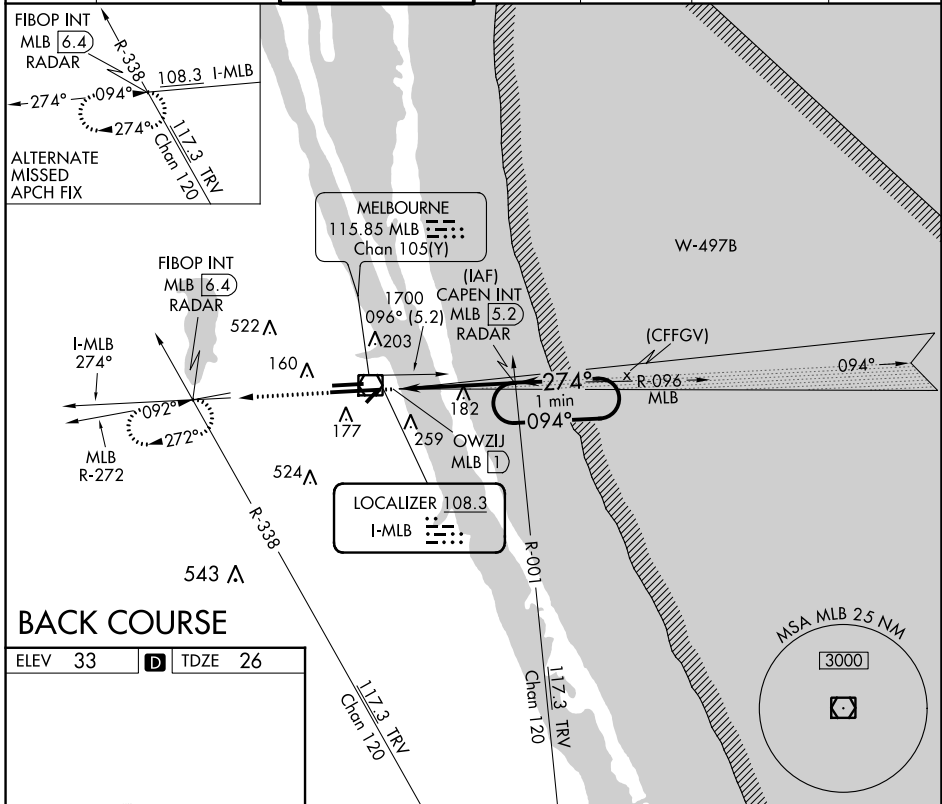 FIBOP INT
MLB 6.4
RADAR
R-338
108.3 I-MLB
274°
094°
274°
117.3 TRV
Chan 120
ALTERNATE
MISSED
APCH FIX
MELBOURNE
115.85 MLB
Chan 105(Y)
W-497B
FIBOP INT
MLB 6.4
RADAR
(IAF)
CAPEN INT
MLB 5.2
RADAR
1700
096° (5.2)
522
203
160
I-MLB
274°
(CFFGV)
094°
274°
R-096
MLB
1 min
094°
092°
272°
MLB
R-272
182
177
259
OWZIJ
MLB 1
524
LOCALIZER 108.3
I-MLB
R-338
R-001
543
BACK COURSE
MSA MLB 25 NM
3000
ELEV 33 D TDZE 26
117.3 TRV
Chan 120
117.3 TRV
Chan 120